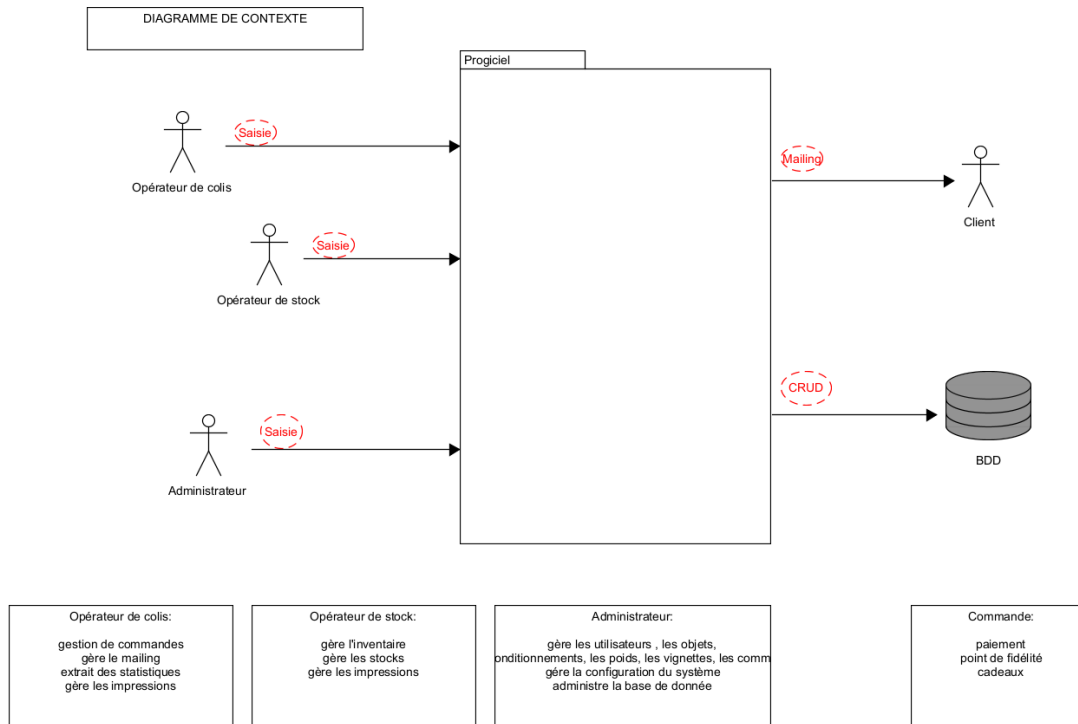 DIAGRAMME DE CONTEXTE
Progiciel
Saisie
Opérateur de colis
Mailing
Client
Saisie
Opérateur de stock
CRUD
BDD
Saisie
Administrateur
Opérateur de colis:
gestion de commandes
gère le mailing
extrait des statistiques
gère les impressions
Opérateur de stock:
gère l'inventaire
gère les stocks
gère les impressions
Administrateur:
gère les utilisateurs , les objets,
onditionnements, les poids, les vignettes, les comm
gére la configuration du système
administre la base de donnée
Commande:
paiement
point de fidélité
cadeaux